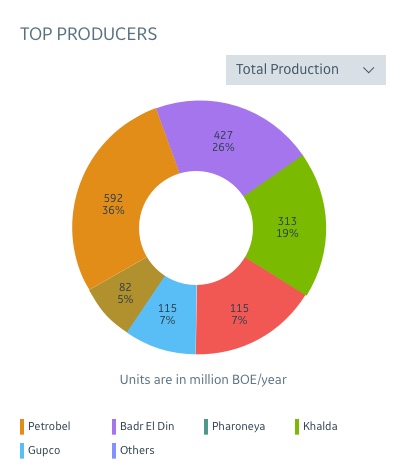 TOP PRODUCERS
Total Production
427
26%
592
36%
313
19%
82
5%
115
7%
115
7%
Units are in million BOE/year
Petrobel
Badr El Din
Pharoneya
Khalda
Gupco
Others